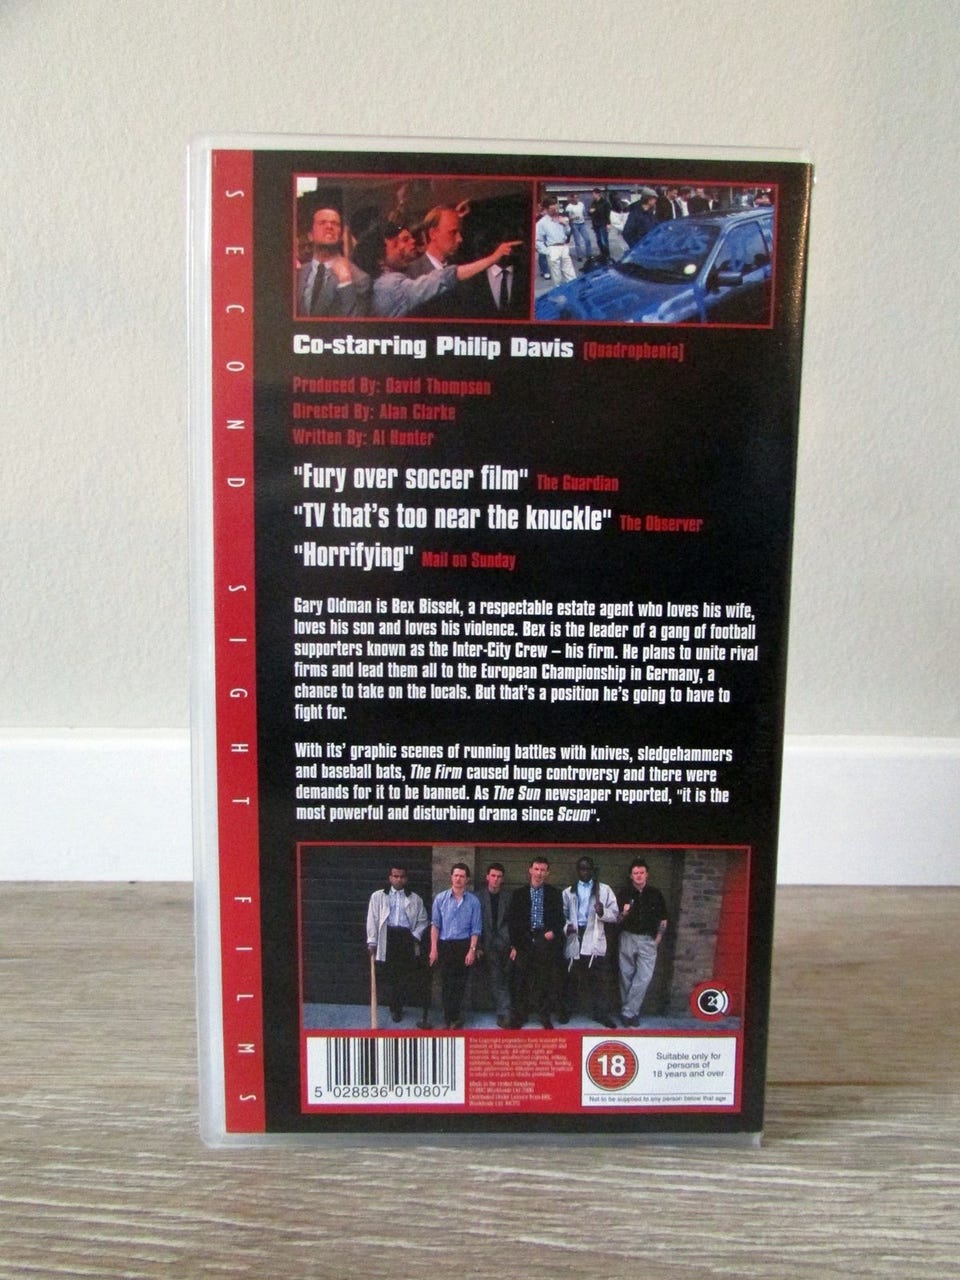 SECOND SIGHT FILMS
Co-starring Philip Davis [Quadrophenia]
Produced By: David Thompson
Directed By: Alan Clarke
Written By: Al Hunter
"Fury over soccer film" The Guardian
"TV that's too near the knuckle" The Observer
"Horrifying" Mail on Sunday
Gary Oldman is Bex Bissek, a respectable estate agent who loves his wife,
loves his son and loves his violence. Bex is the leader of a gang of football
supporters known as the Inter-City Crew – his firm. He plans to unite rival
firms and lead them all to the European Championship in Germany, a
chance to take on the locals. But that's a position he's going to have to
fight for.
With its' graphic scenes of running battles with knives, sledgehammers
and baseball bats, The Firm caused huge controversy and there were
demands for it to be banned. As The Sun newspaper reported, "it is the
most powerful and disturbing drama since Scum".
2
5 028836 010807
Made in the United Kingdom
18
Suitable only for
persons of
18 years and over
Not to be supplied to any person below that age